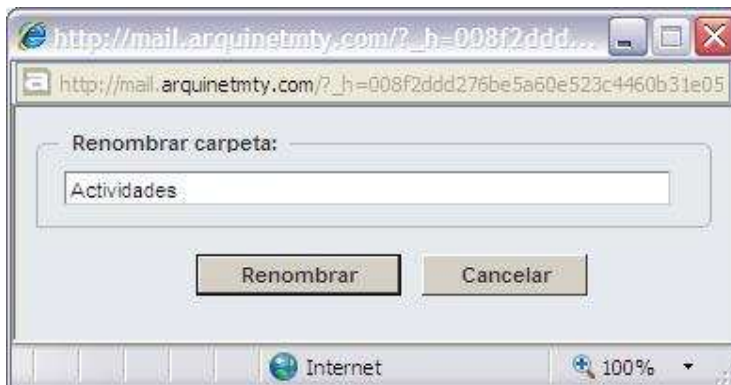 http://mail.arquinetmty.com/?_h=008f2ddd...
http://mail.arquinetmty.com/?_h=008f2ddd276be5a60e523c4460b31e05
Renombrar carpeta:
Actividades
Renombrar Cancelar
Internet 100%